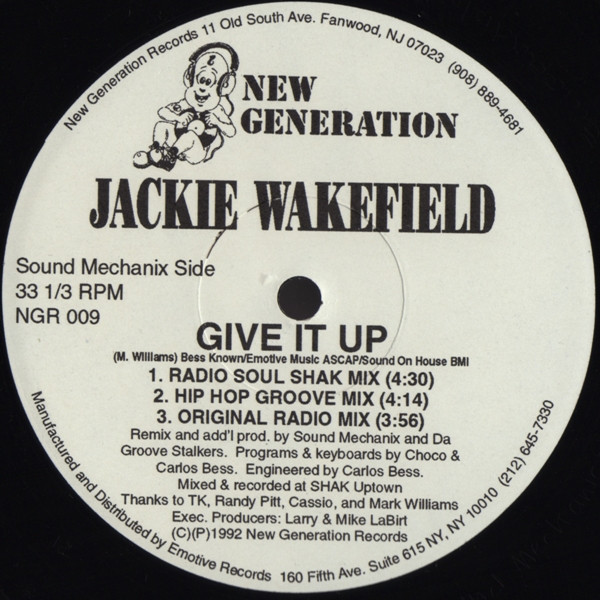 New Generation Records 11 Old South Ave. Fanwood, NJ 07023 (908) 889-4681
NEW
GENERATION
JACKIE WAKEFIELD
Sound Mechanix Side
33 1/3 RPM
NGR 009
GIVE IT UP
(M. Williams) Bess Known/Emotive Music ASCAP/Sound On House BMI
1. RADIO SOUL SHAK MIX (4:30)
2. HIP HOP GROOVE MIX (4:14)
3. ORIGINAL RADIO MIX (3:56)
Remix and add'l prod. by Sound Mechanix and Da
Groove Stalkers. Programs & keyboards by Choco &
Carlos Bess. Engineered by Carlos Bess.
Mixed & recorded at SHAK Uptown
Thanks to TK, Randy Pitt, Cassio, and Mark Williams
Exec. Producers: Larry & Mike LaBirt
(C)(P)1992 New Generation Records
Manufactured and Distributed by Emotive Records 160 Fifth Ave. Suite 615 NY, NY 10010 (212) 645-7330